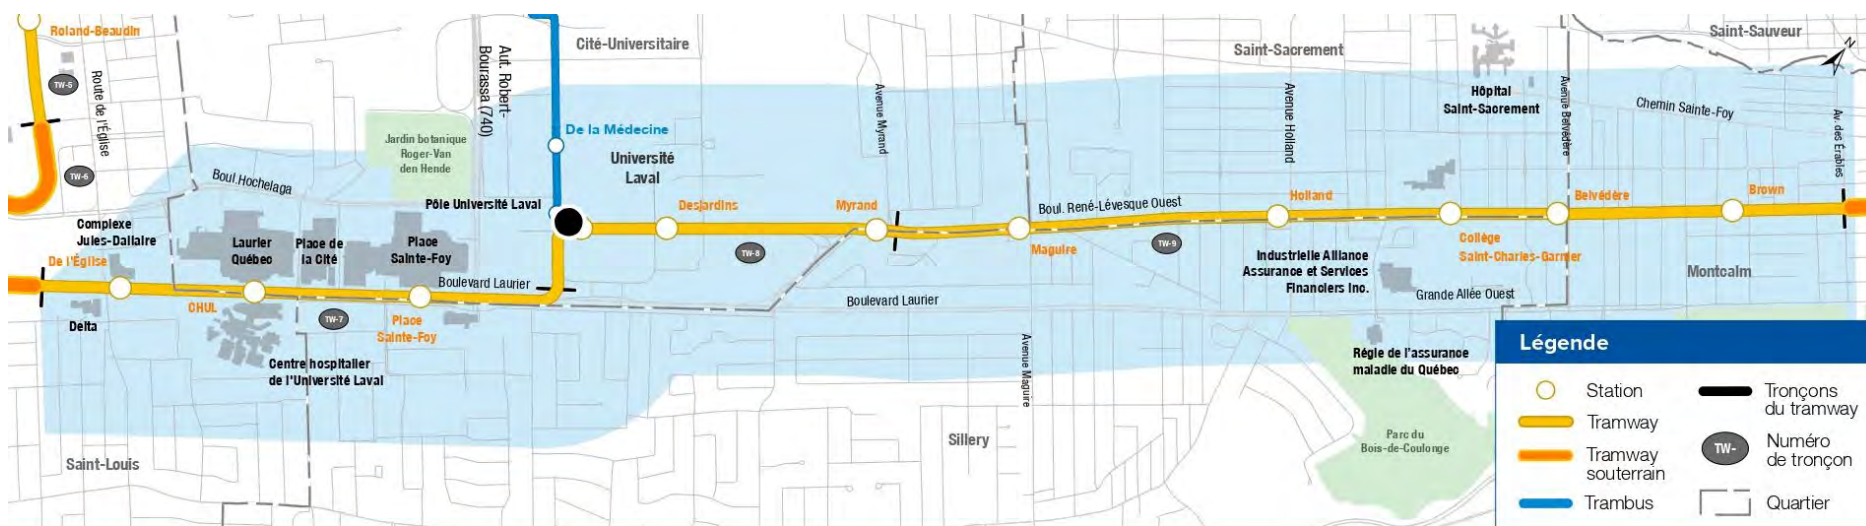 Roland-Beaudin
TW-5
Route de l'Église
TW-6
Aut. Robert-
Bourassa (740)
Cité-Universitaire
Jardin botanique
Roger-Van
den Hende
De la Médecine
Université
Laval
Boul Hochelaga
Pôle Université Laval
Complexe
Jules-Dallaire
De l'Église
Delta
Laurier
Québec
Place de
la Cité
Place
Sainte-Foy
CHUL
TW-7
Place
Sainte-Foy
Boulevard Laurier
Centre hospitalier
de l'Université Laval
Saint-Louis
Desjardins
TW-8
Avenue Myrand
Myrand
Boul. René-Lévesque Ouest
Maguire
Boulevard Laurier
Avenue Maguire
Sillery
Saint-Sacrement
Avenue Holland
Holland
TW-9
Industrielle Alliance
Assurance et Services
Financiers Inc.
Hôpital
Saint-Sacrement
Avenue Belvédère
Belvédère
Collège
Saint-Charles-Garnier
Grande Allée Ouest
Régie de l'assurance
maladie du Québec
Parc du
Bois-de-Coulonge
Saint-Sauveur
N
Chemin Sainte-Foy
Av. des Érables
Brown
Montcalm
Légende
Station
Tramway
Tramway
souterrain
Trambus
Tronçons
du tramway
TW-
Numéro
de tronçon
Quartier